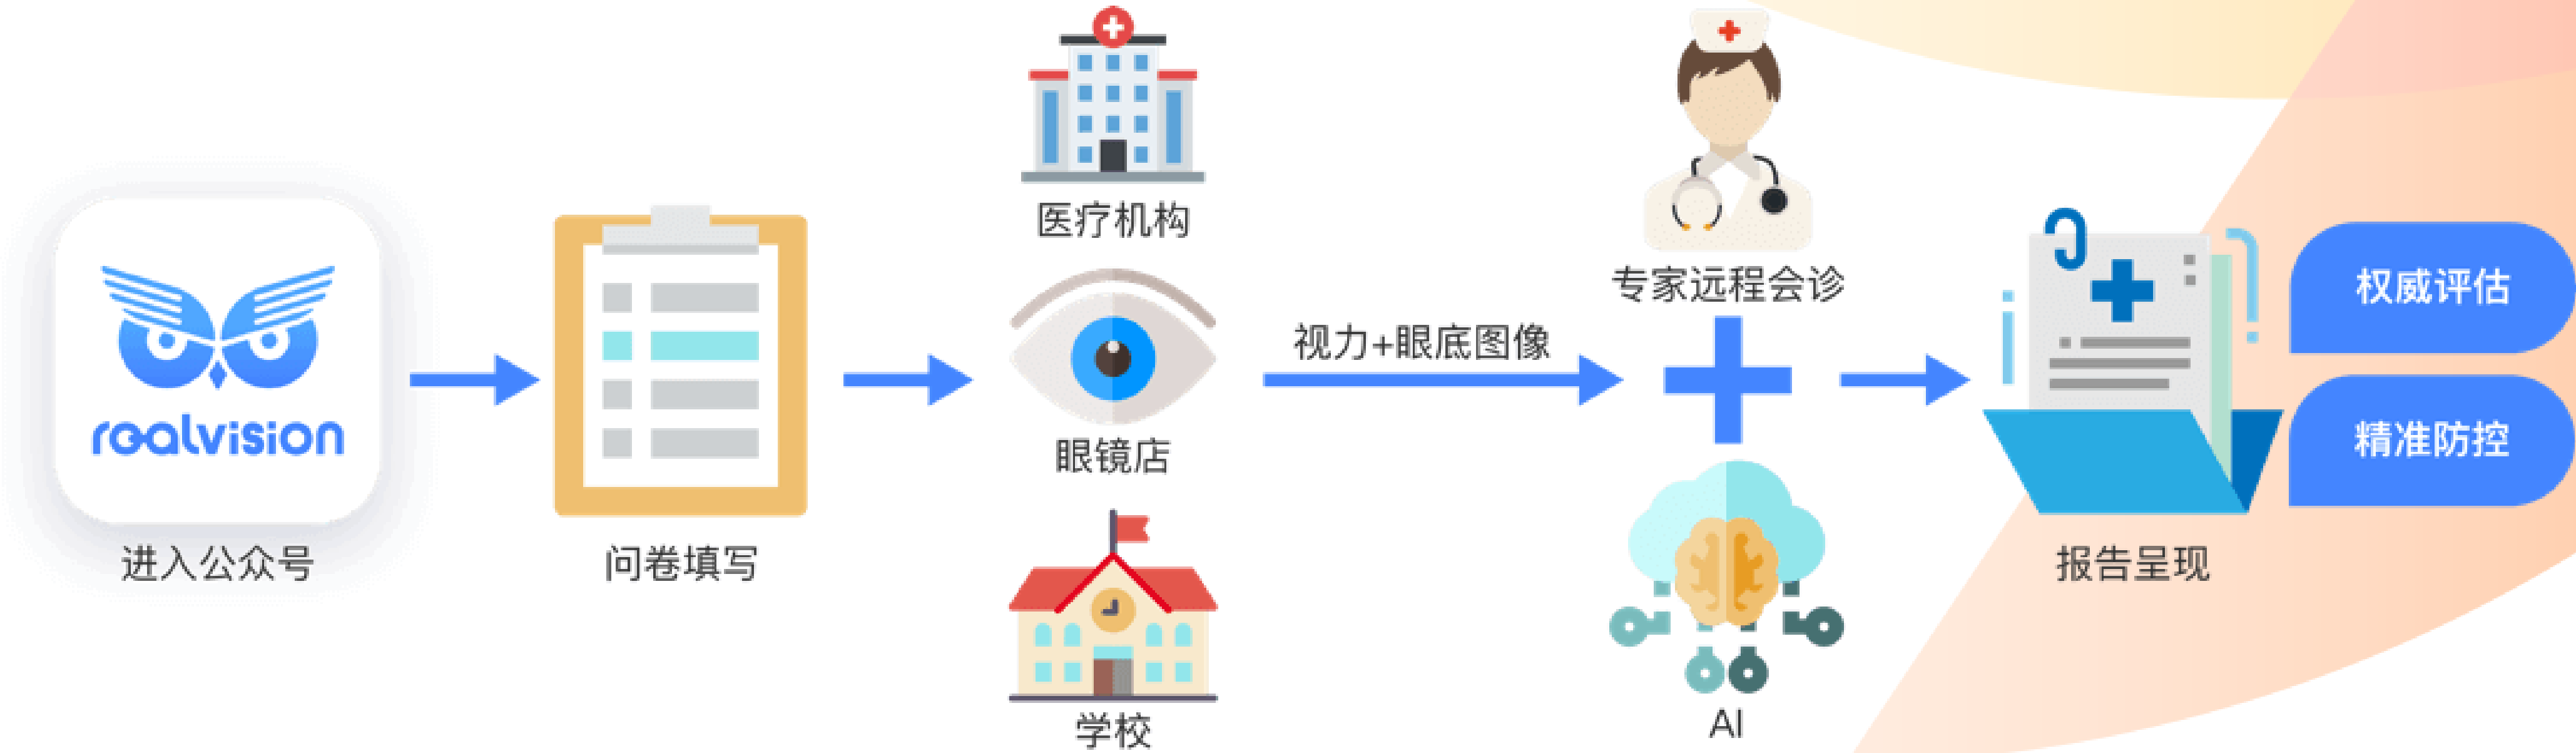 realvision
进入公众号
问卷填写
医疗机构
眼镜店
学校
视力+眼底图像
专家远程会诊
AI
报告呈现
权威评估
精准防控